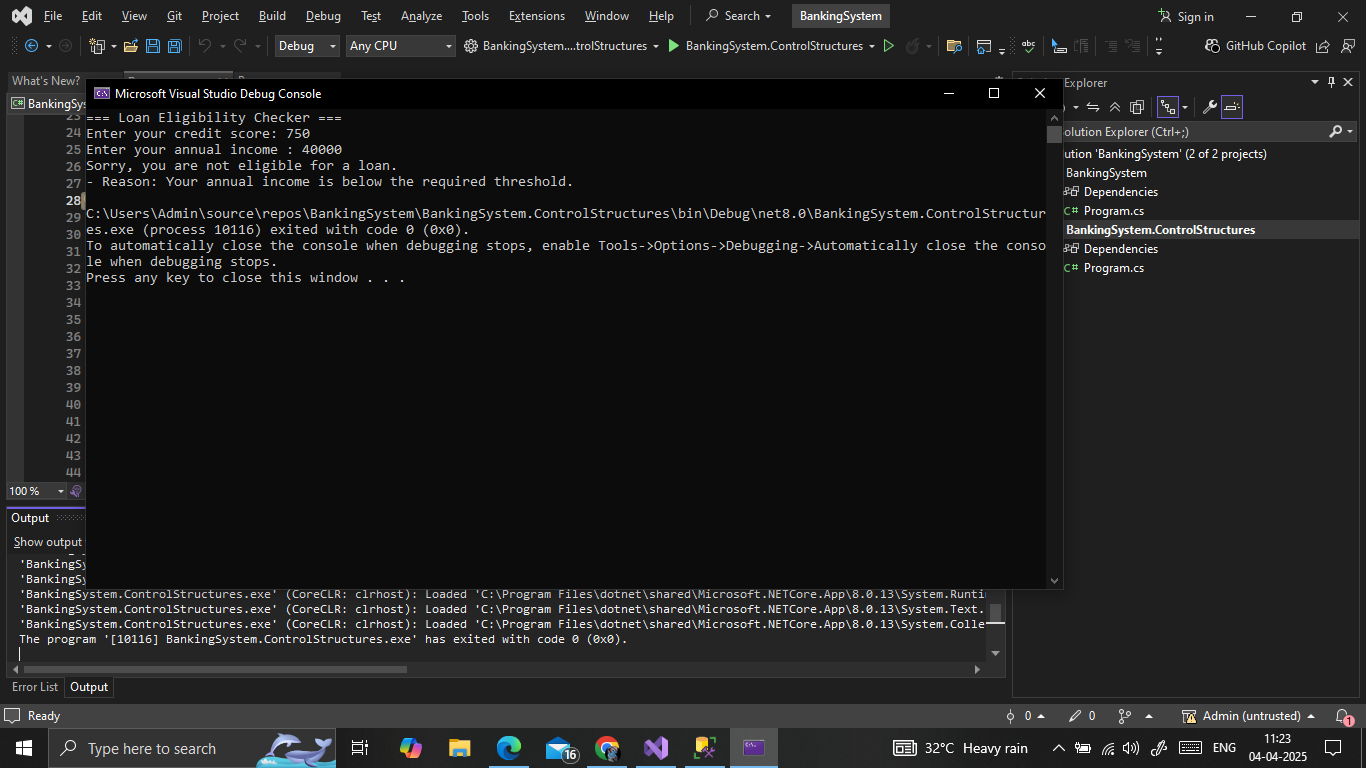 File Edit View Git Project Build Debug Test Analyze Tools Extensions Window Help Search BankingSystem Sign in
Debug Any CPU BankingSystem....trolStructures BankingSystem.ControlStructures GitHub Copilot
What's New?
Microsoft Visual Studio Debug Console
Explorer
C# BankingSys
=== Loan Eligibility Checker ===
Enter your credit score: 750
Enter your annual income : 40000
Sorry, you are not eligible for a loan.
- Reason: Your annual income is below the required threshold.
C:\Users\Admin\source\repos\BankingSystem\BankingSystem.ControlStructures\bin\Debug\net8.0\BankingSystem.ControlStructur
es.exe (process 10116) exited with code 0 (0x0).
To automatically close the console when debugging stops, enable Tools->Options->Debugging->Automatically close the conso
le when debugging stops.
Press any key to close this window . . .
23
24
25
26
27
28
29
30
31
32
33
34
35
36
37
38
39
40
41
42
43
44
olution Explorer (Ctrl+;)
ution 'BankingSystem' (2 of 2 projects)
BankingSystem
Dependencies
C# Program.cs
BankingSystem.ControlStructures
Dependencies
C# Program.cs
100 %
Output
Show output
'BankingSy
'BankingSy
'BankingSystem.ControlStructures.exe' (CoreCLR: clrhost): Loaded 'C:\Program Files\dotnet\shared\Microsoft.NETCore.App\8.0.13\System.Runti
'BankingSystem.ControlStructures.exe' (CoreCLR: clrhost): Loaded 'C:\Program Files\dotnet\shared\Microsoft.NETCore.App\8.0.13\System.Text.
'BankingSystem.ControlStructures.exe' (CoreCLR: clrhost): Loaded 'C:\Program Files\dotnet\shared\Microsoft.NETCore.App\8.0.13\System.Colle
The program '[10116] BankingSystem.ControlStructures.exe' has exited with code 0 (0x0).
Error List Output
Ready 0 0 Admin (untrusted) 1
Type here to search 16 32°C Heavy rain ENG 11:23
04-04-2025